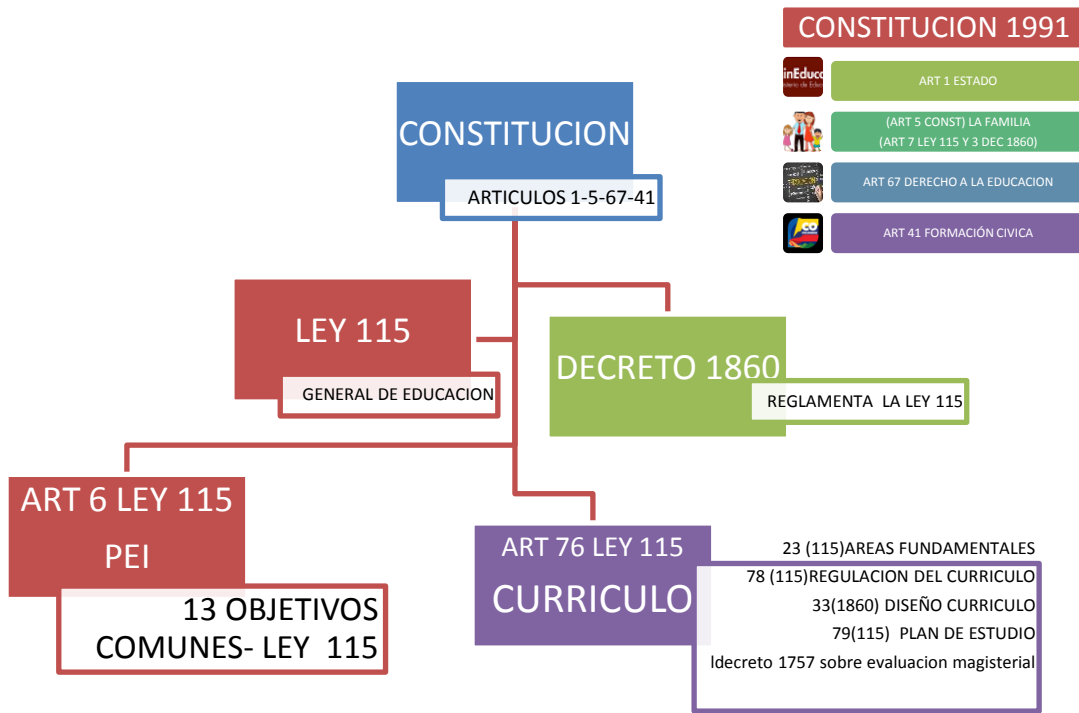 CONSTITUCION 1991
inEduca
ART 1 ESTADO
(ART 5 CONST) LA FAMILIA
(ART 7 LEY 115 Y 3 DEC 1860)
ART 67 DERECHO A LA EDUCACION
CO
ART 41 FORMACIÓN CIVICA
CONSTITUCION
ARTICULOS 1-5-67-41
LEY 115
GENERAL DE EDUCACION
DECRETO 1860
REGLAMENTA LA LEY 115
ART 6 LEY 115
PEI
13 OBJETIVOS
COMUNES- LEY 115
ART 76 LEY 115
CURRICULO
23 (115)AREAS FUNDAMENTALES
78 (115)REGULACION DEL CURRICULO
33(1860) DISEÑO CURRICULO
79(115) PLAN DE ESTUDIO
ldecreto 1757 sobre evaluacion magisterial